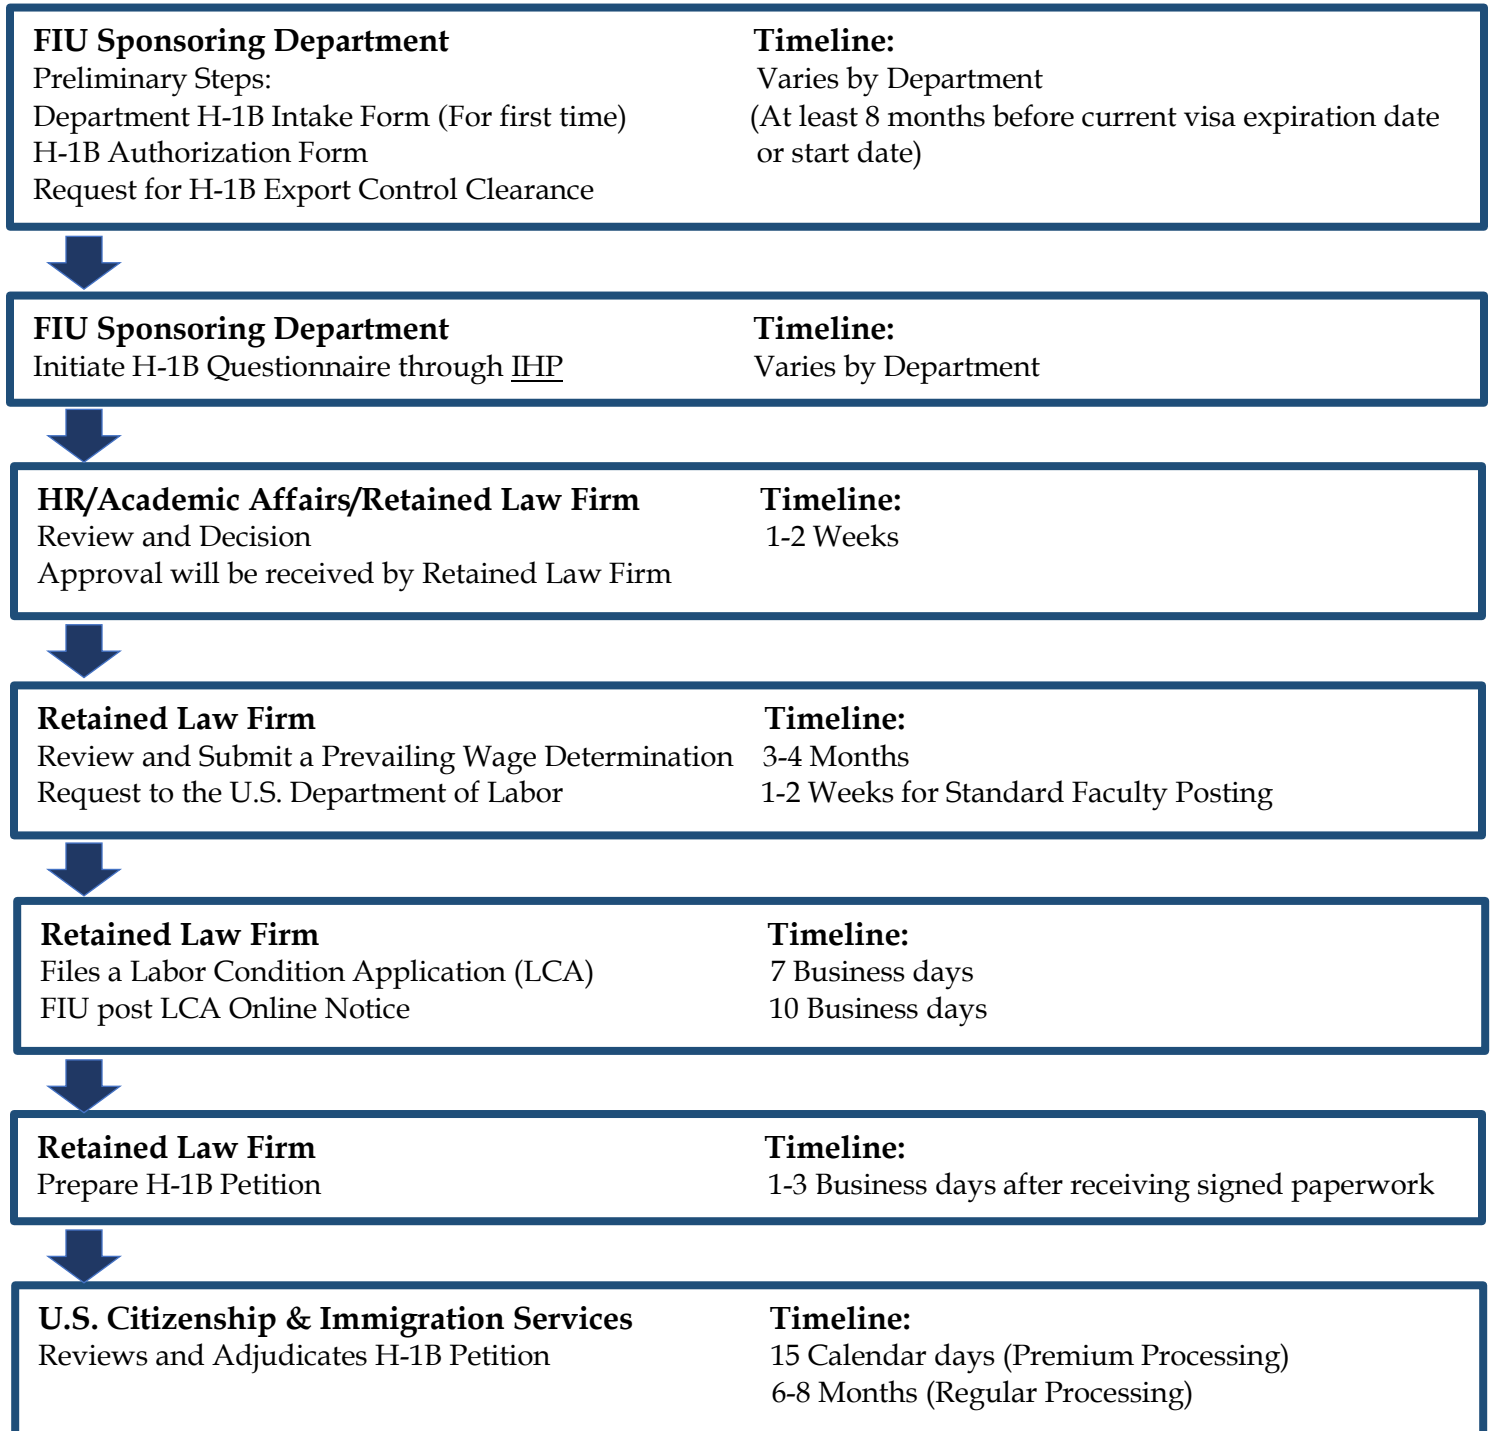 FIU Sponsoring Department Timeline:
Preliminary Steps: Varies by Department
Department H-1B Intake Form (For first time) (At least 8 months before current visa expiration date
H-1B Authorization Form or start date)
Request for H-1B Export Control Clearance
FIU Sponsoring Department Timeline:
Initiate H-1B Questionnaire through IHP Varies by Department
HR/Academic Affairs/Retained Law Firm Timeline:
Review and Decision 1-2 Weeks
Approval will be received by Retained Law Firm
Retained Law Firm Timeline:
Review and Submit a Prevailing Wage Determination 3-4 Months
Request to the U.S. Department of Labor 1-2 Weeks for Standard Faculty Posting
Retained Law Firm Timeline:
Files a Labor Condition Application (LCA) 7 Business days
FIU post LCA Online Notice 10 Business days
Retained Law Firm Timeline:
Prepare H-1B Petition 1-3 Business days after receiving signed paperwork
U.S. Citizenship & Immigration Services Timeline:
Reviews and Adjudicates H-1B Petition 15 Calendar days (Premium Processing)
6-8 Months (Regular Processing)